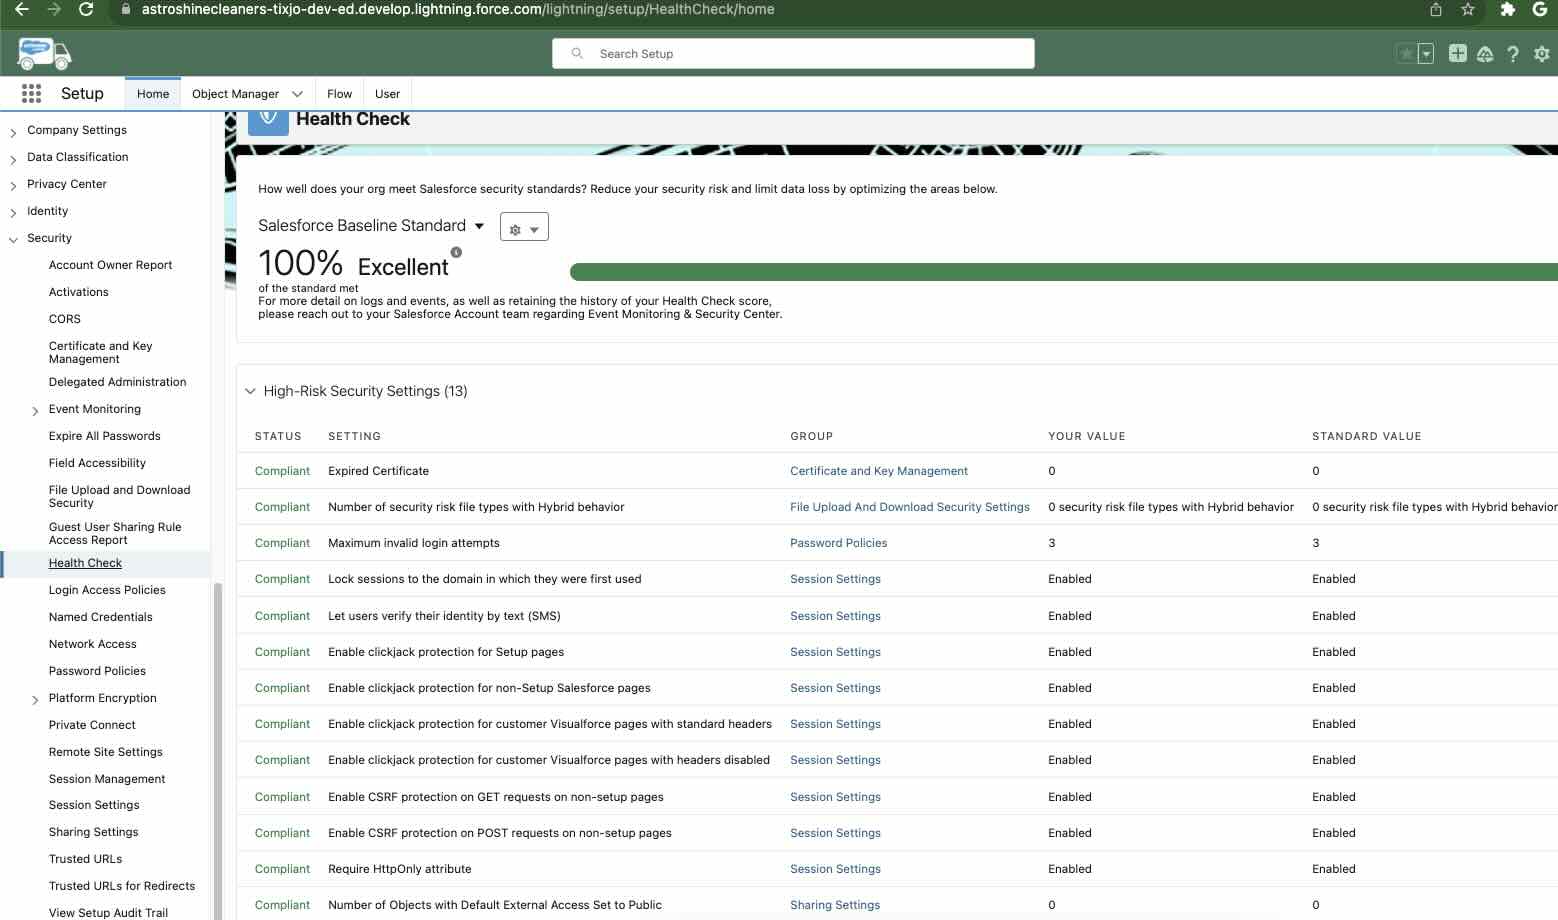 astroshinecleaners-tixjo-dev-ed.develop.lightning.force.com/lightning/setup/HealthCheck/home
Search Setup
Setup
Home
Object Manager
Flow
User
Company Settings
Data Classification
Privacy Center
Identity
Security
Account Owner Report
Activations
CORS
Certificate and Key
Management
Delegated Administration
Event Monitoring
Expire All Passwords
Field Accessibility
File Upload and Download
Security
Guest User Sharing Rule
Access Report
Health Check
Login Access Policies
Named Credentials
Network Access
Password Policies
Platform Encryption
Private Connect
Remote Site Settings
Session Management
Session Settings
Sharing Settings
Trusted URLs
Trusted URLs for Redirects
View Setup Audit Trail
Health Check
How well does your org meet Salesforce security standards? Reduce your security risk and limit data loss by optimizing the areas below.
Salesforce Baseline Standard
100% Excellent
of the standard met
For more detail on logs and events, as well as retaining the history of your Health Check score,
please reach out to your Salesforce Account team regarding Event Monitoring & Security Center.
High-Risk Security Settings (13)
STATUS SETTING GROUP YOUR VALUE STANDARD VALUE
Compliant Expired Certificate Certificate and Key Management 0 0
Compliant Number of security risk file types with Hybrid behavior File Upload And Download Security Settings 0 security risk file types with Hybrid behavior 0 security risk file types with Hybrid behavior
Compliant Maximum invalid login attempts Password Policies 3 3
Compliant Lock sessions to the domain in which they were first used Session Settings Enabled Enabled
Compliant Let users verify their identity by text (SMS) Session Settings Enabled Enabled
Compliant Enable clickjack protection for Setup pages Session Settings Enabled Enabled
Compliant Enable clickjack protection for non-Setup Salesforce pages Session Settings Enabled Enabled
Compliant Enable clickjack protection for customer Visualforce pages with standard headers Session Settings Enabled Enabled
Compliant Enable clickjack protection for customer Visualforce pages with headers disabled Session Settings Enabled Enabled
Compliant Enable CSRF protection on GET requests on non-setup pages Session Settings Enabled Enabled
Compliant Enable CSRF protection on POST requests on non-setup pages Session Settings Enabled Enabled
Compliant Require HttpOnly attribute Session Settings Enabled Enabled
Compliant Number of Objects with Default External Access Set to Public Sharing Settings 0 0